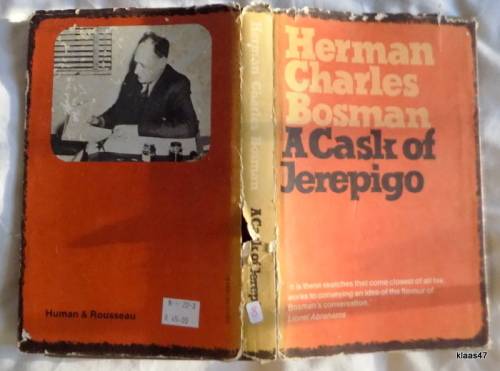 Herman
Charles
Bosman
A Cask of
Jerepigo
It is these sketches that come closest of all his
works to conveying an idea of the flavour of
Bosman's conversation.
Lionel Abrahams
Herman Charles Bosman
A Cask of Jerepigo
Human & Rousseau
klaas47